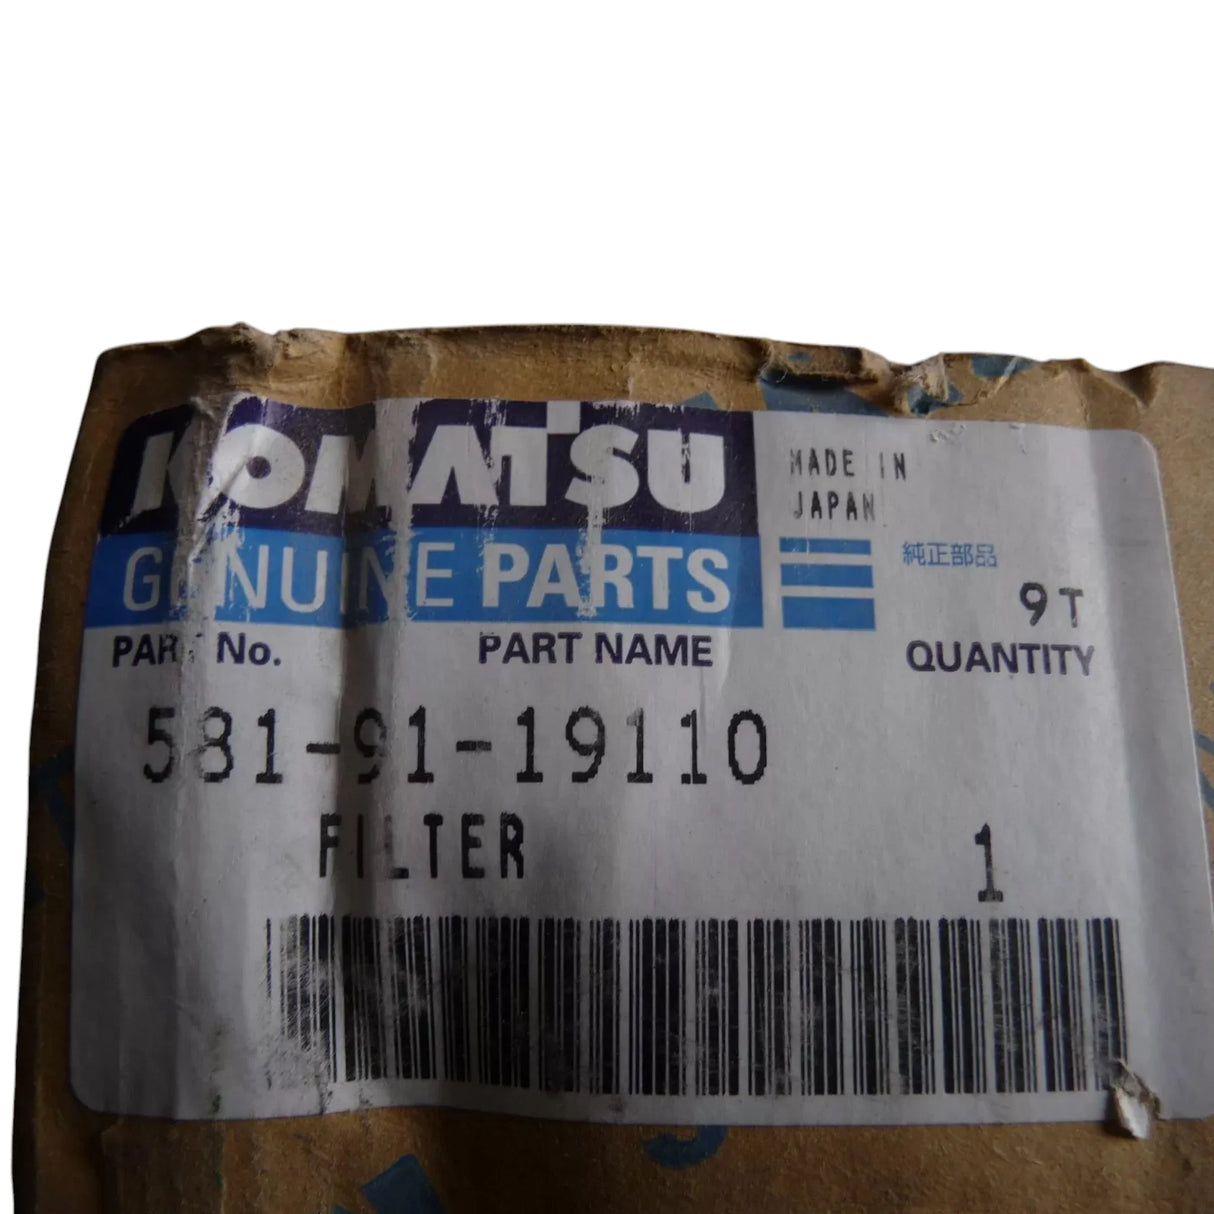 KOMATSU
GENUINE PARTS
MADE IN
JAPAN
純正部品
9T
PART No.
PART NAME
QUANTITY
581-91-19110
FILTER
1